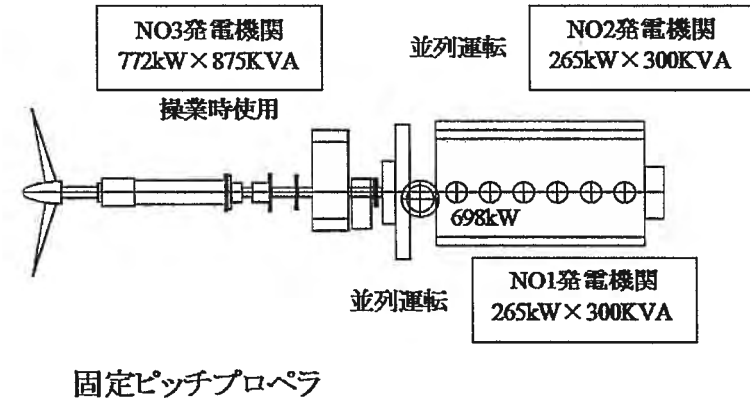 NO3発電機関
772kW×875KVA
操業時使用
並列運転
NO2発電機関
265kW×300KVA
698kW
並列運転
NO1発電機関
265kW×300KVA
固定ピッチプロペラ